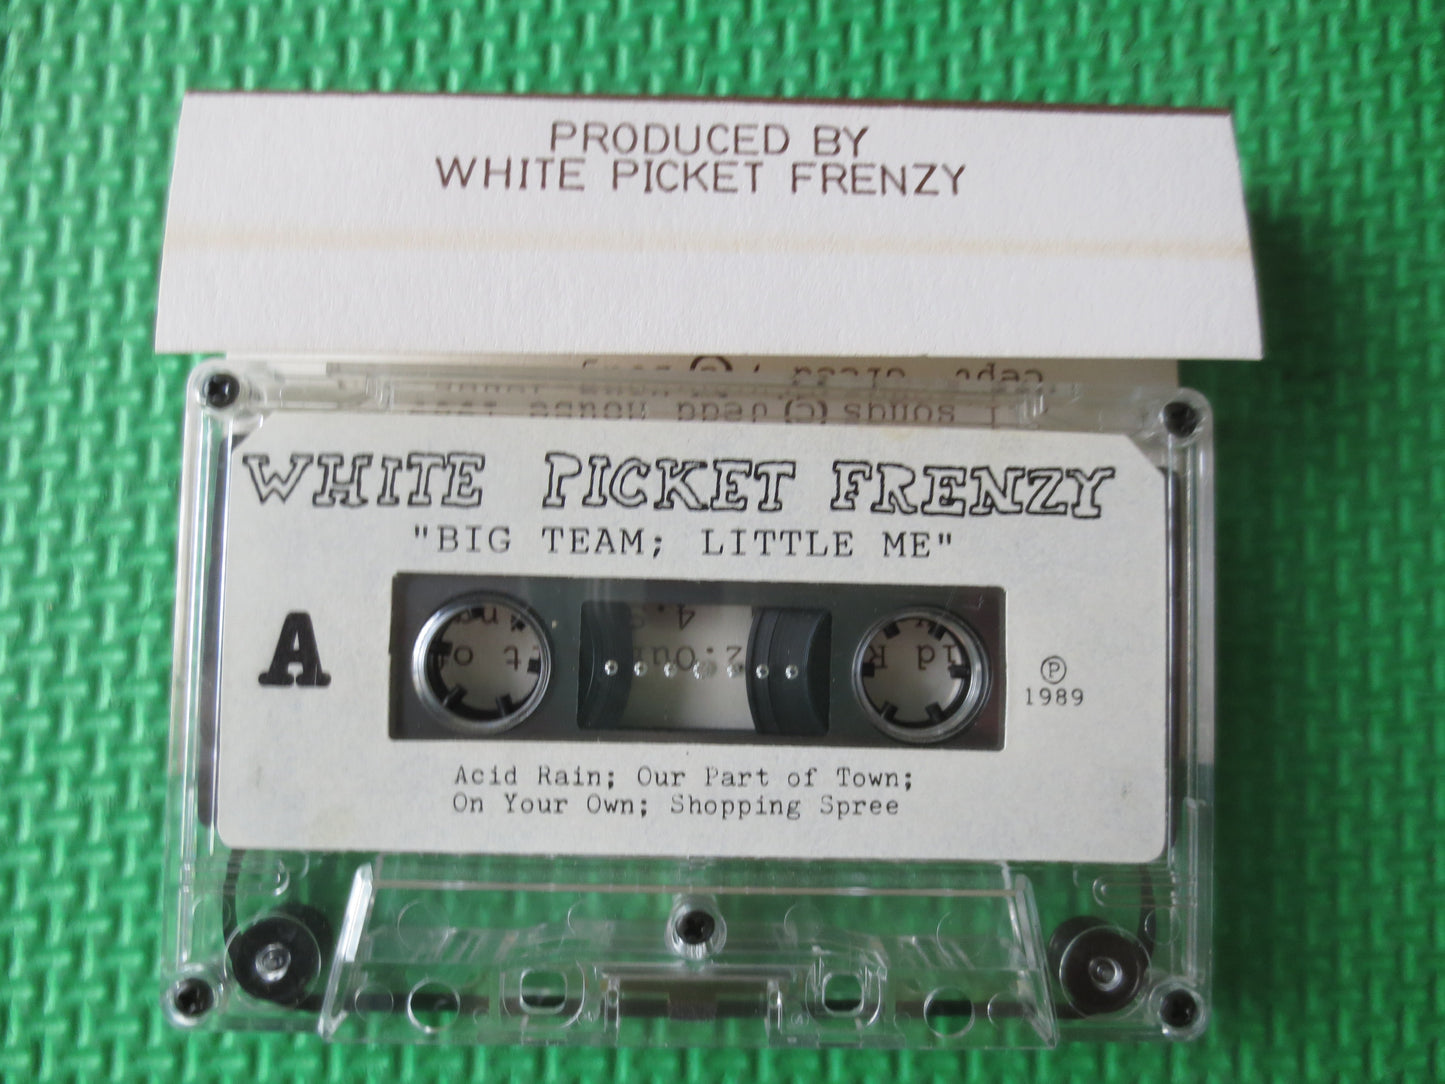 PRODUCED BY
WHITE PICKET FRENZY
songs (c)
WHITE PICKET FRENZY
"BIG TEAM; LITTLE ME"
A
Ⓟ
1989
Acid Rain; Our Part of Town;
On Your Own; Shopping Spree